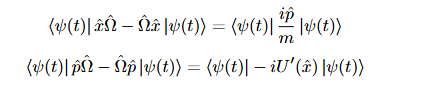 ⟨ψ(t)| x̂Ω̂ − Ω̂x̂ |ψ(t)⟩ = ⟨ψ(t)| ip̂/m |ψ(t)⟩
⟨ψ(t)| p̂Ω̂ − Ω̂p̂ |ψ(t)⟩ = ⟨ψ(t)| − iU′(x̂) |ψ(t)⟩